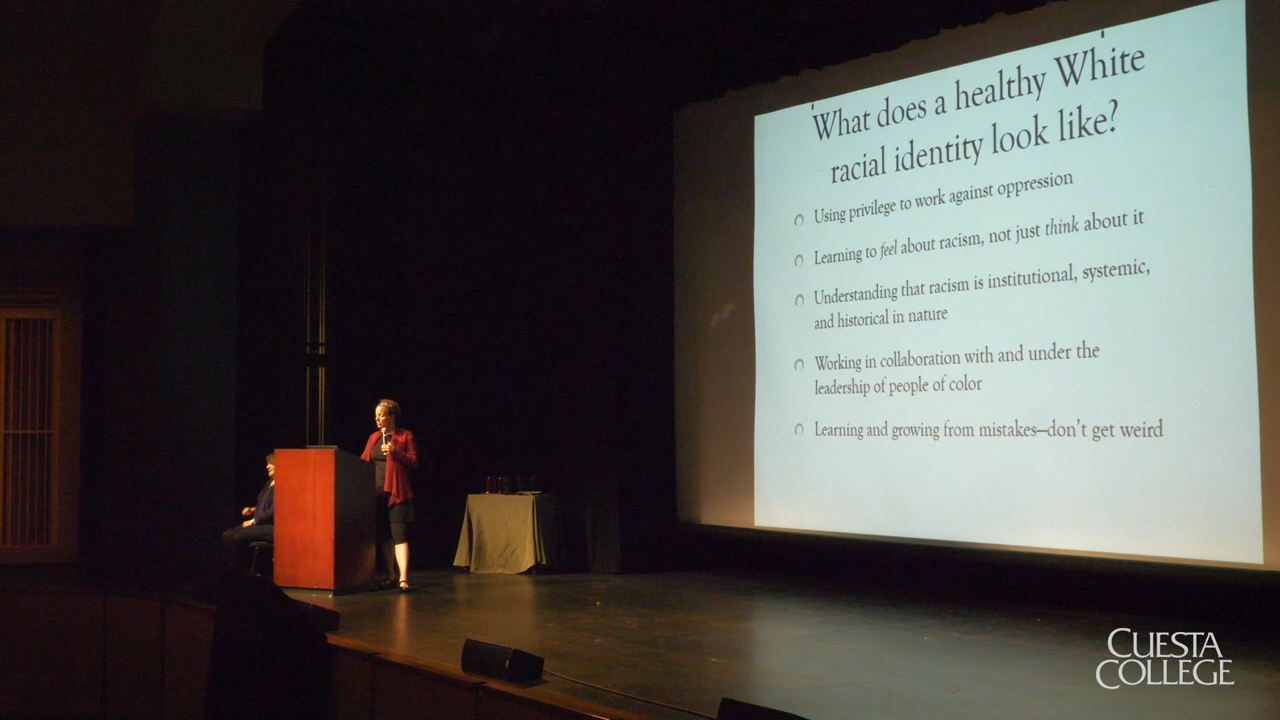 What does a healthy White
racial identity look like?
Using privilege to work against oppression
Learning to feel about racism, not just think about it
Understanding that racism is institutional, systemic,
and historical in nature
Working in collaboration with and under the
leadership of people of color
Learning and growing from mistakes—don't get weird
CUESTA
COLLEGE